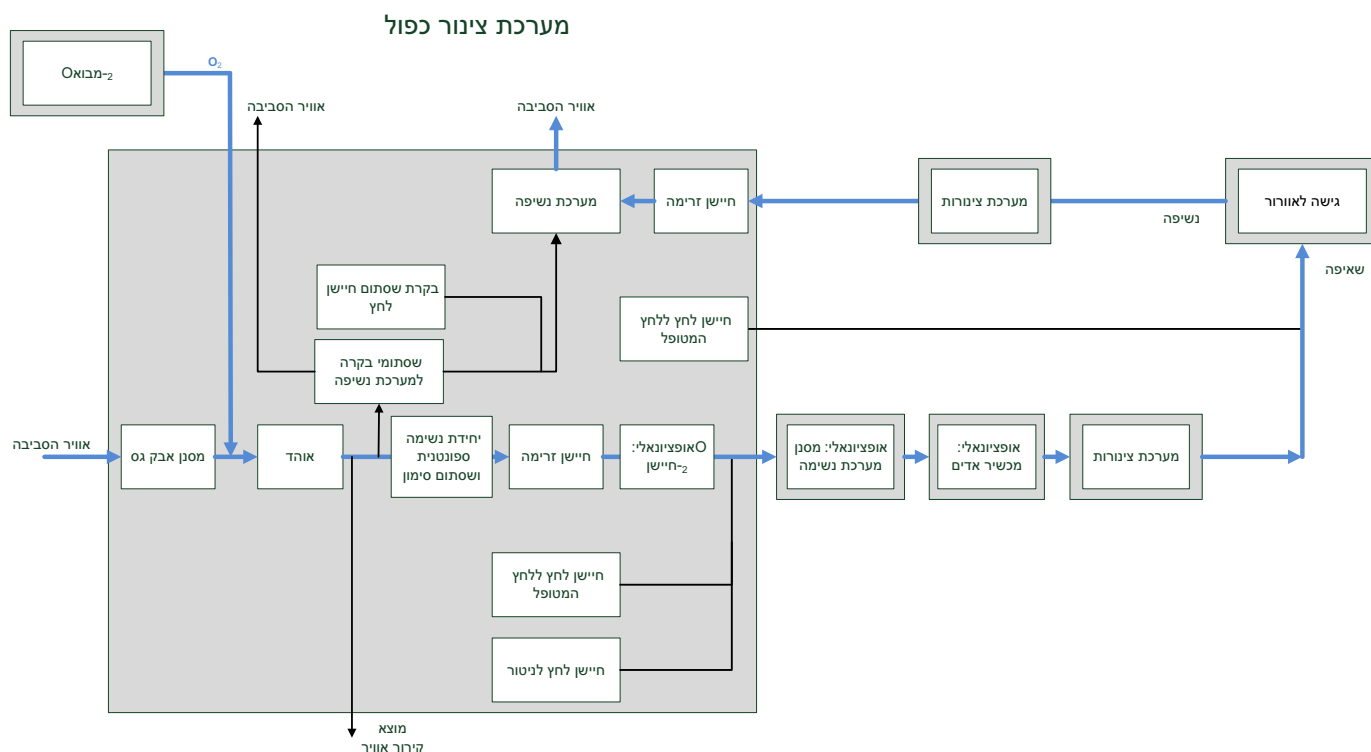 מערכת צינור כפול
O2-מבוא
O2
אוויר הסביבה
אוויר הסביבה
גישה לאוורור
מערכת צינורות
חיישן זרימה
מערכת נשיפה
נשיפה
שאיפה
בקרת שסתום חיישן
לחץ
חיישן לחץ ללחץ
המטופל
שסתומי בקרה
למערכת נשיפה
אוויר הסביבה
מסנן אבק גס
אוהד
יחידת נשימה
ספונטנית
ושסתום סימון
חיישן זרימה
Oאופציונאלי:
2-חיישן
אופציונאלי: מסנן
מערכת נשימה
אופציונאלי:
מכשיר אדים
מערכת צינורות
חיישן לחץ ללחץ
המטופל
חיישן לחץ לניטור
מוצא
קירור אוויר